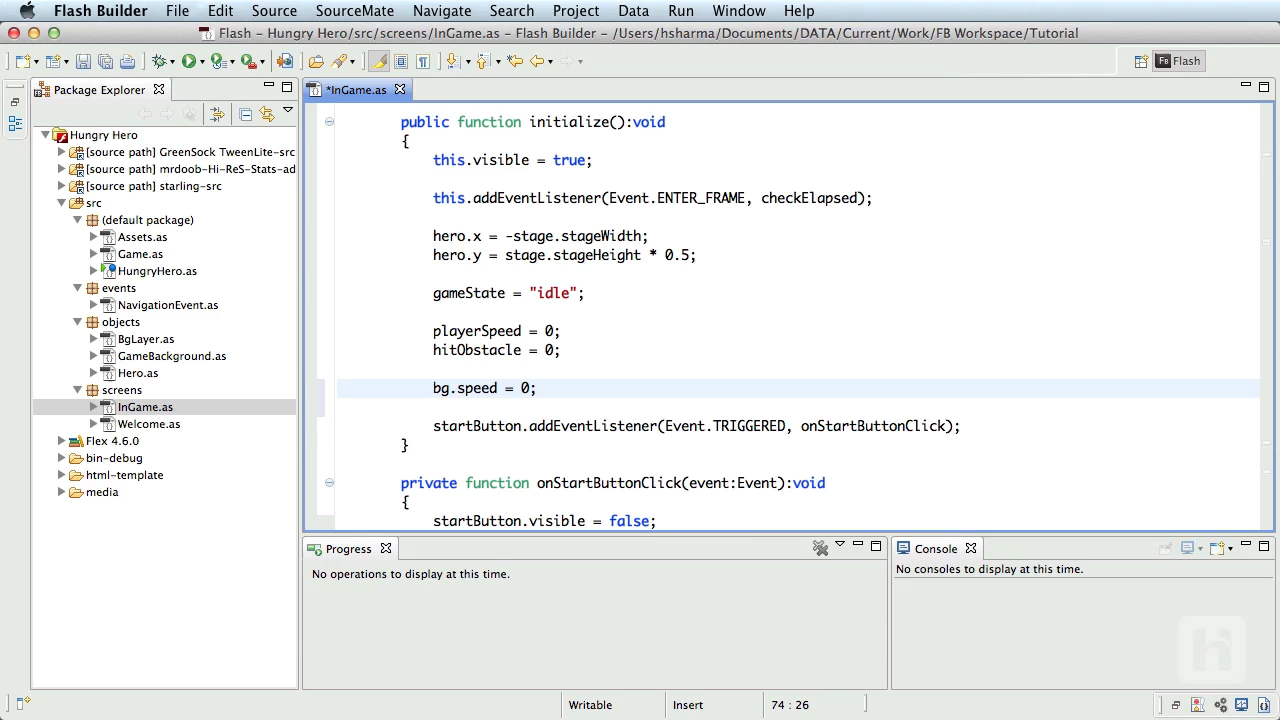 Flash Builder File Edit Source SourceMate Navigate Search Project Data Run Window Help
Flash – Hungry Hero/src/screens/InGame.as – Flash Builder – /Users/hsharma/Documents/DATA/Current/Work/FB Workspace/Tutorial
Fb Flash
Package Explorer
*InGame.as
Hungry Hero
[source path] GreenSock TweenLite-src
[source path] mrdoob-Hi-ReS-Stats-ad
[source path] starling-src
src
(default package)
Assets.as
Game.as
HungryHero.as
events
NavigationEvent.as
objects
BgLayer.as
GameBackground.as
Hero.as
screens
InGame.as
Welcome.as
Flex 4.6.0
bin-debug
html-template
media
public function initialize():void
{
this.visible = true;
this.addEventListener(Event.ENTER_FRAME, checkElapsed);
hero.x = -stage.stageWidth;
hero.y = stage.stageHeight * 0.5;
gameState = "idle";
playerSpeed = 0;
hitObstacle = 0;
bg.speed = 0;
startButton.addEventListener(Event.TRIGGERED, onStartButtonClick);
}
private function onStartButtonClick(event:Event):void
{
startButton.visible = false;
Progress
No operations to display at this time.
Console
No consoles to display at this time.
h
Writable Insert 74 : 26